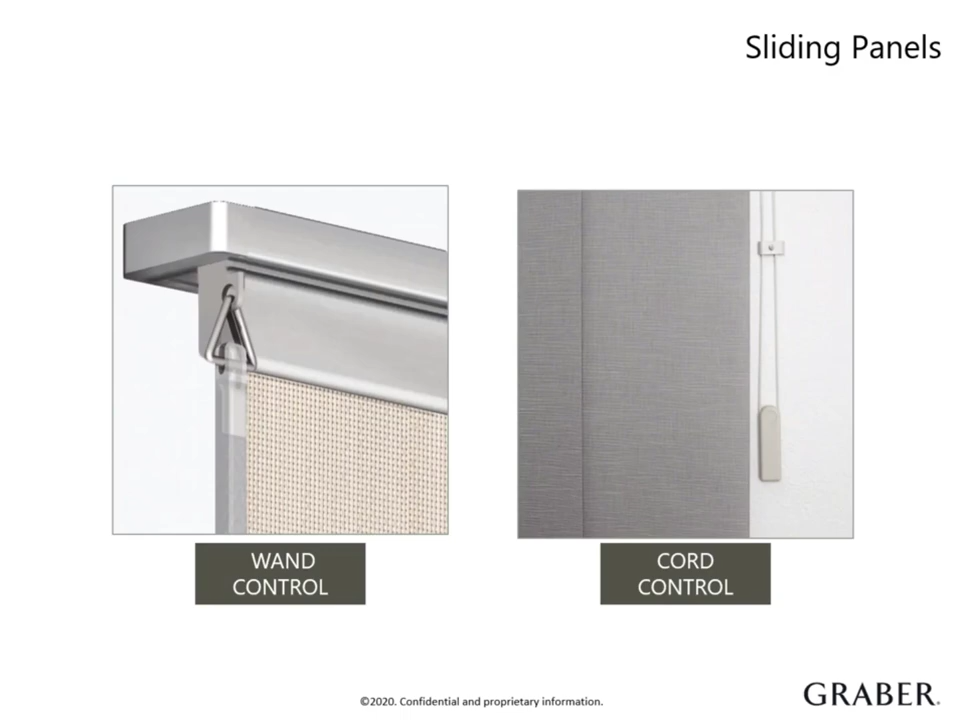 Sliding Panels
WAND
CONTROL
CORD
CONTROL
©2020. Confidential and proprietary information.
GRABER®